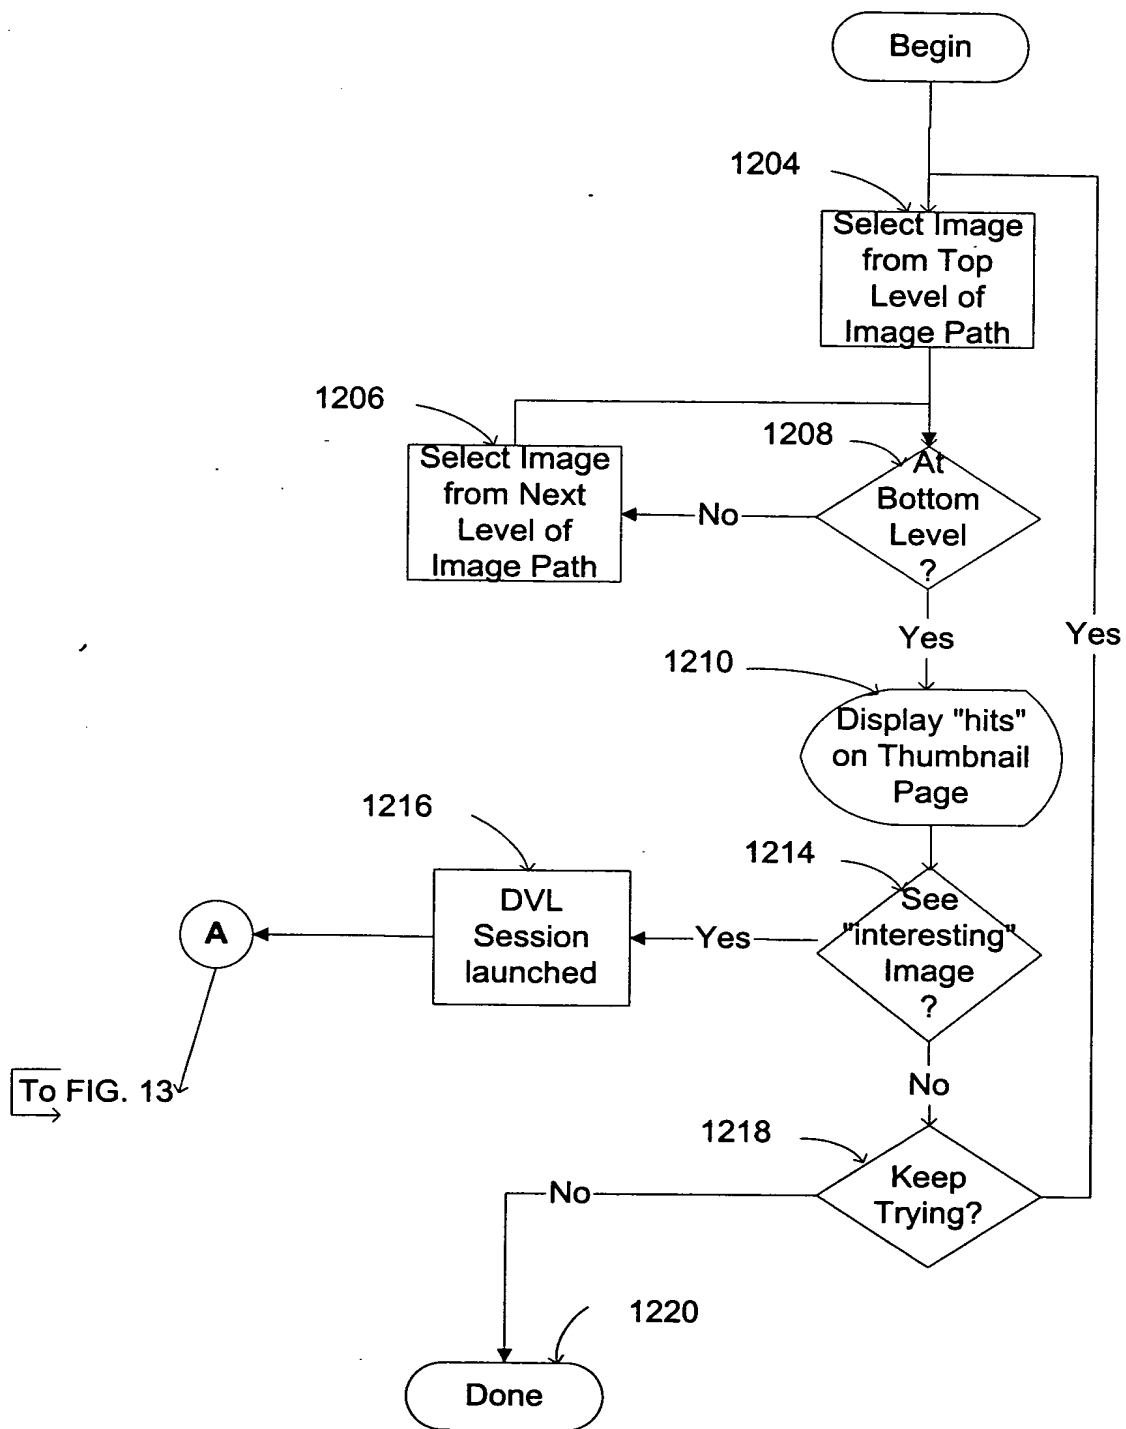 Begin
1204
Select Image
from Top
Level of
Image Path
1206
Select Image
from Next
Level of
Image Path
1208
At
Bottom
Level
?
No
Yes
Yes
1210
Display "hits"
on Thumbnail
Page
1216
DVL
Session
launched
1214
See
"interesting"
Image
?
Yes
A
To FIG. 13
No
1218
Keep
Trying?
No
1220
Done